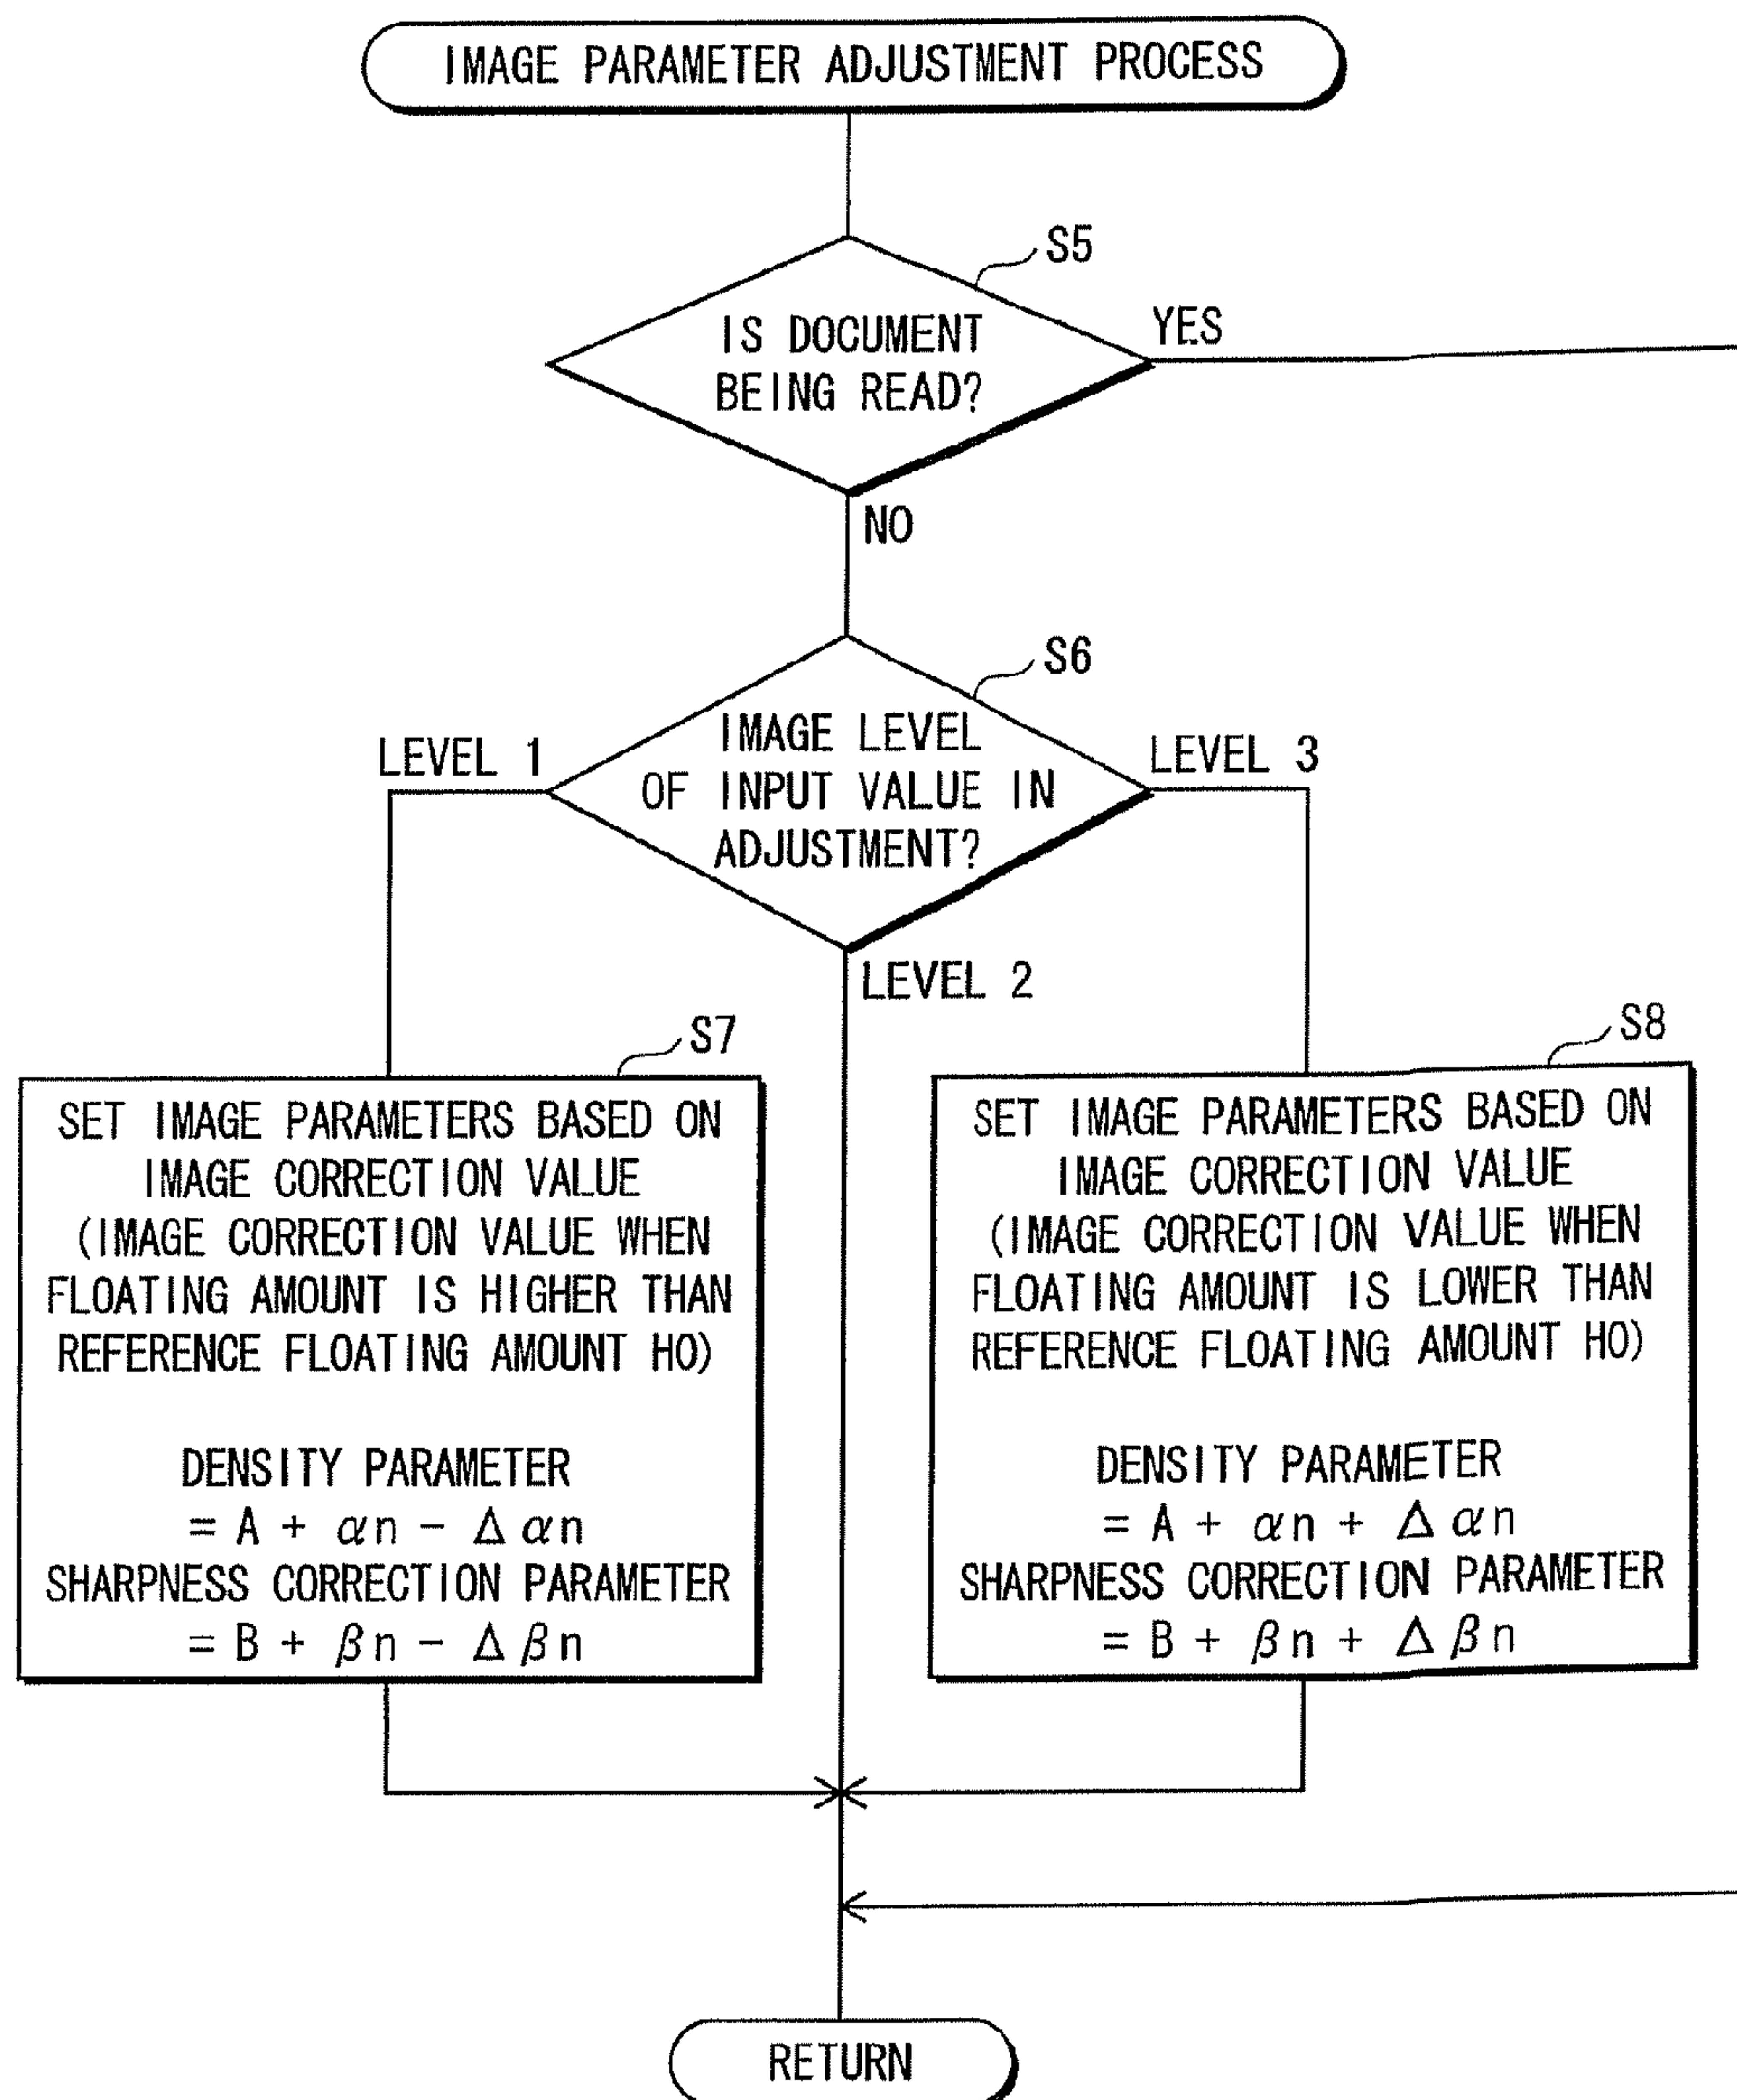 IMAGE PARAMETER ADJUSTMENT PROCESS
S5
IS DOCUMENT
BEING READ?
YES
NO
S6
IMAGE LEVEL
OF INPUT VALUE IN
ADJUSTMENT?
LEVEL 1
LEVEL 3
LEVEL 2
S7
SET IMAGE PARAMETERS BASED ON
IMAGE CORRECTION VALUE
(IMAGE CORRECTION VALUE WHEN
FLOATING AMOUNT IS HIGHER THAN
REFERENCE FLOATING AMOUNT H0)
DENSITY PARAMETER
= A + αn - Δαn
SHARPNESS CORRECTION PARAMETER
= B + βn - Δβn
S8
SET IMAGE PARAMETERS BASED ON
IMAGE CORRECTION VALUE
(IMAGE CORRECTION VALUE WHEN
FLOATING AMOUNT IS LOWER THAN
REFERENCE FLOATING AMOUNT H0)
DENSITY PARAMETER
= A + αn + Δαn
SHARPNESS CORRECTION PARAMETER
= B + βn + Δβn
RETURN